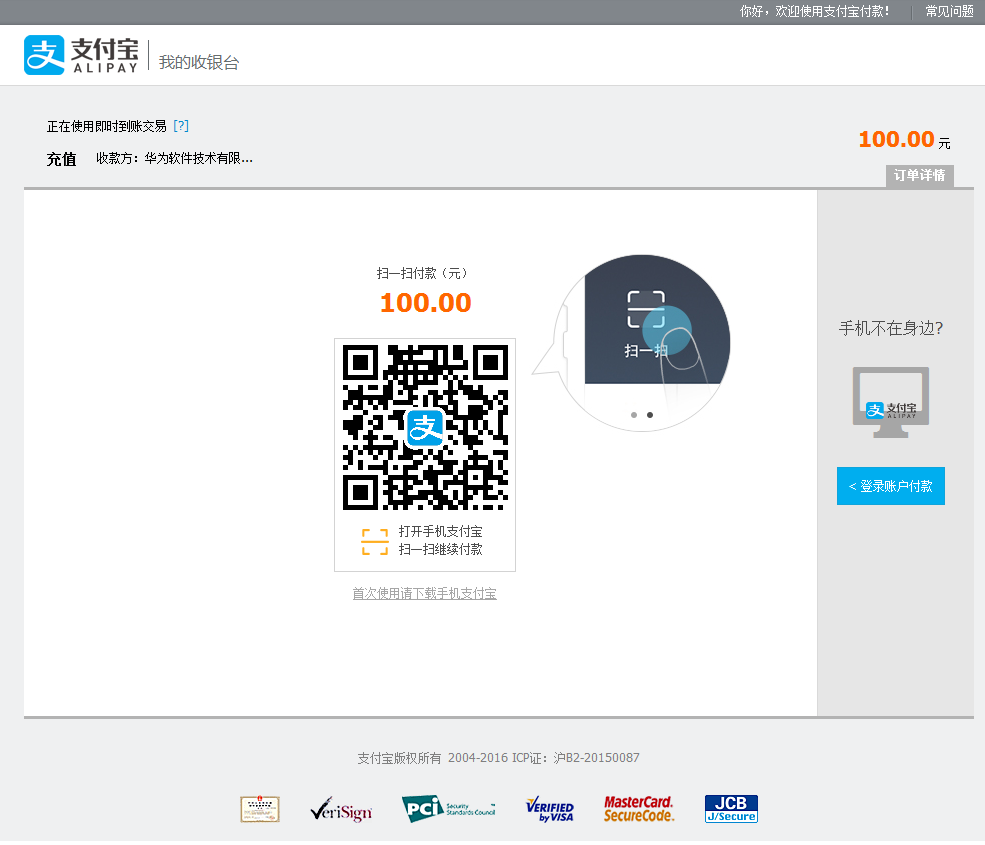 你好，欢迎使用支付宝付款！ 常见问题
支付宝
ALIPAY
我的收银台
正在使用即时到账交易 [?]
充值 收款方：华为软件技术有限...
100.00 元
订单详情
扫一扫付款（元）
100.00
扫一扫
支
打开手机支付宝
扫一扫继续付款
首次使用请下载手机支付宝
手机不在身边?
支付宝
ALIPAY
< 登录账户付款
支付宝版权所有 2004-2016 ICP证：沪B2-20150087
VeriSign
PCI Security Standards Council
VERIFIED by VISA
MasterCard. SecureCode.
JCB J/Secure